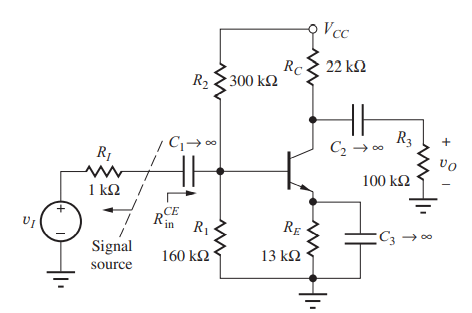 V_CC
R_C 22 kΩ
R_2 300 kΩ
C_1 → ∞
C_2 → ∞
R_3
100 kΩ
+
v_O
−
R_I
1 kΩ
+
v_I
−
Signal
source
R_in^CE
R_1
160 kΩ
R_E
13 kΩ
C_3 → ∞